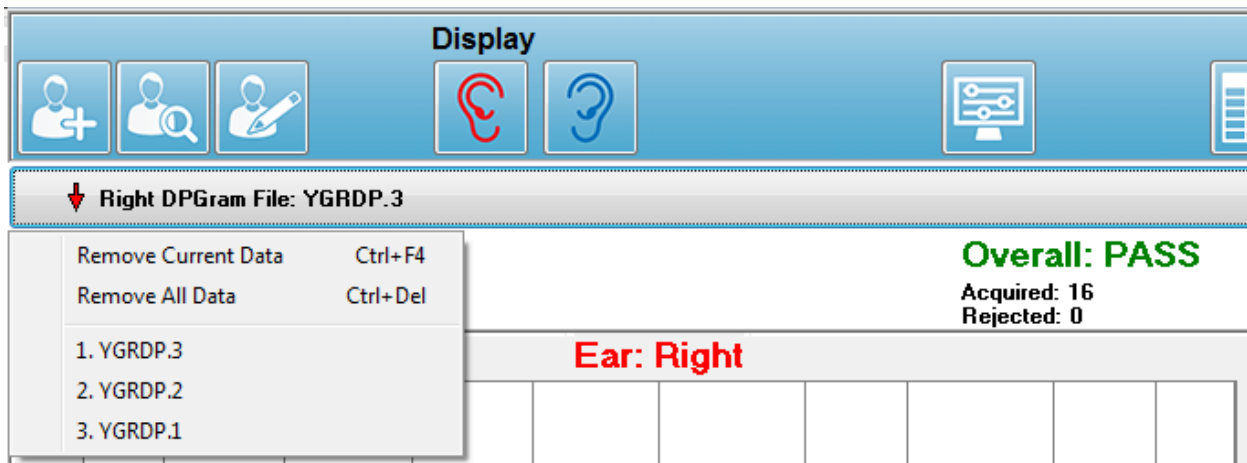 Display
Right DPGram File: YGRDP.3
Remove Current Data Ctrl+F4
Remove All Data Ctrl+Del
1. YGRDP.3
2. YGRDP.2
3. YGRDP.1
Overall: PASS
Acquired: 16
Rejected: 0
Ear: Right